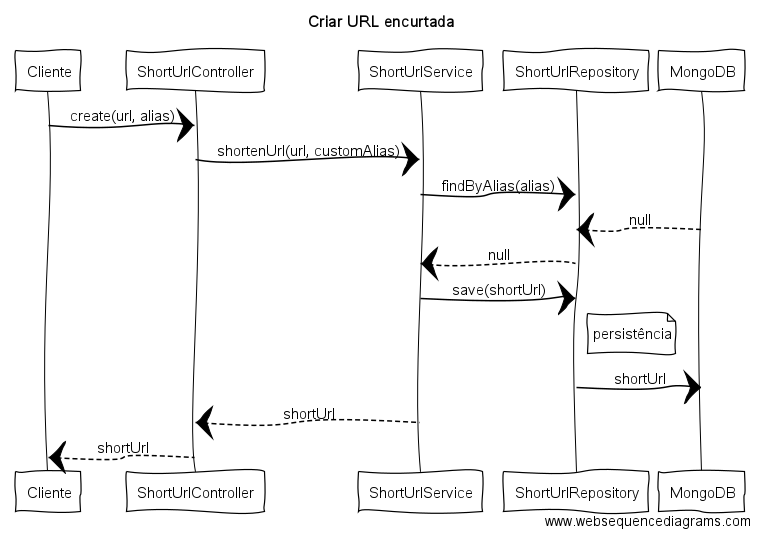 Criar URL encurtada
Cliente
ShortUrlController
ShortUrlService
ShortUrlRepository
MongoDB
create(url, alias)
shortenUrl(url, customAlias)
findByAlias(alias)
null
null
save(shortUrl)
persistência
shortUrl
shortUrl
shortUrl
Cliente
ShortUrlController
ShortUrlService
ShortUrlRepository
MongoDB
www.websequencediagrams.com